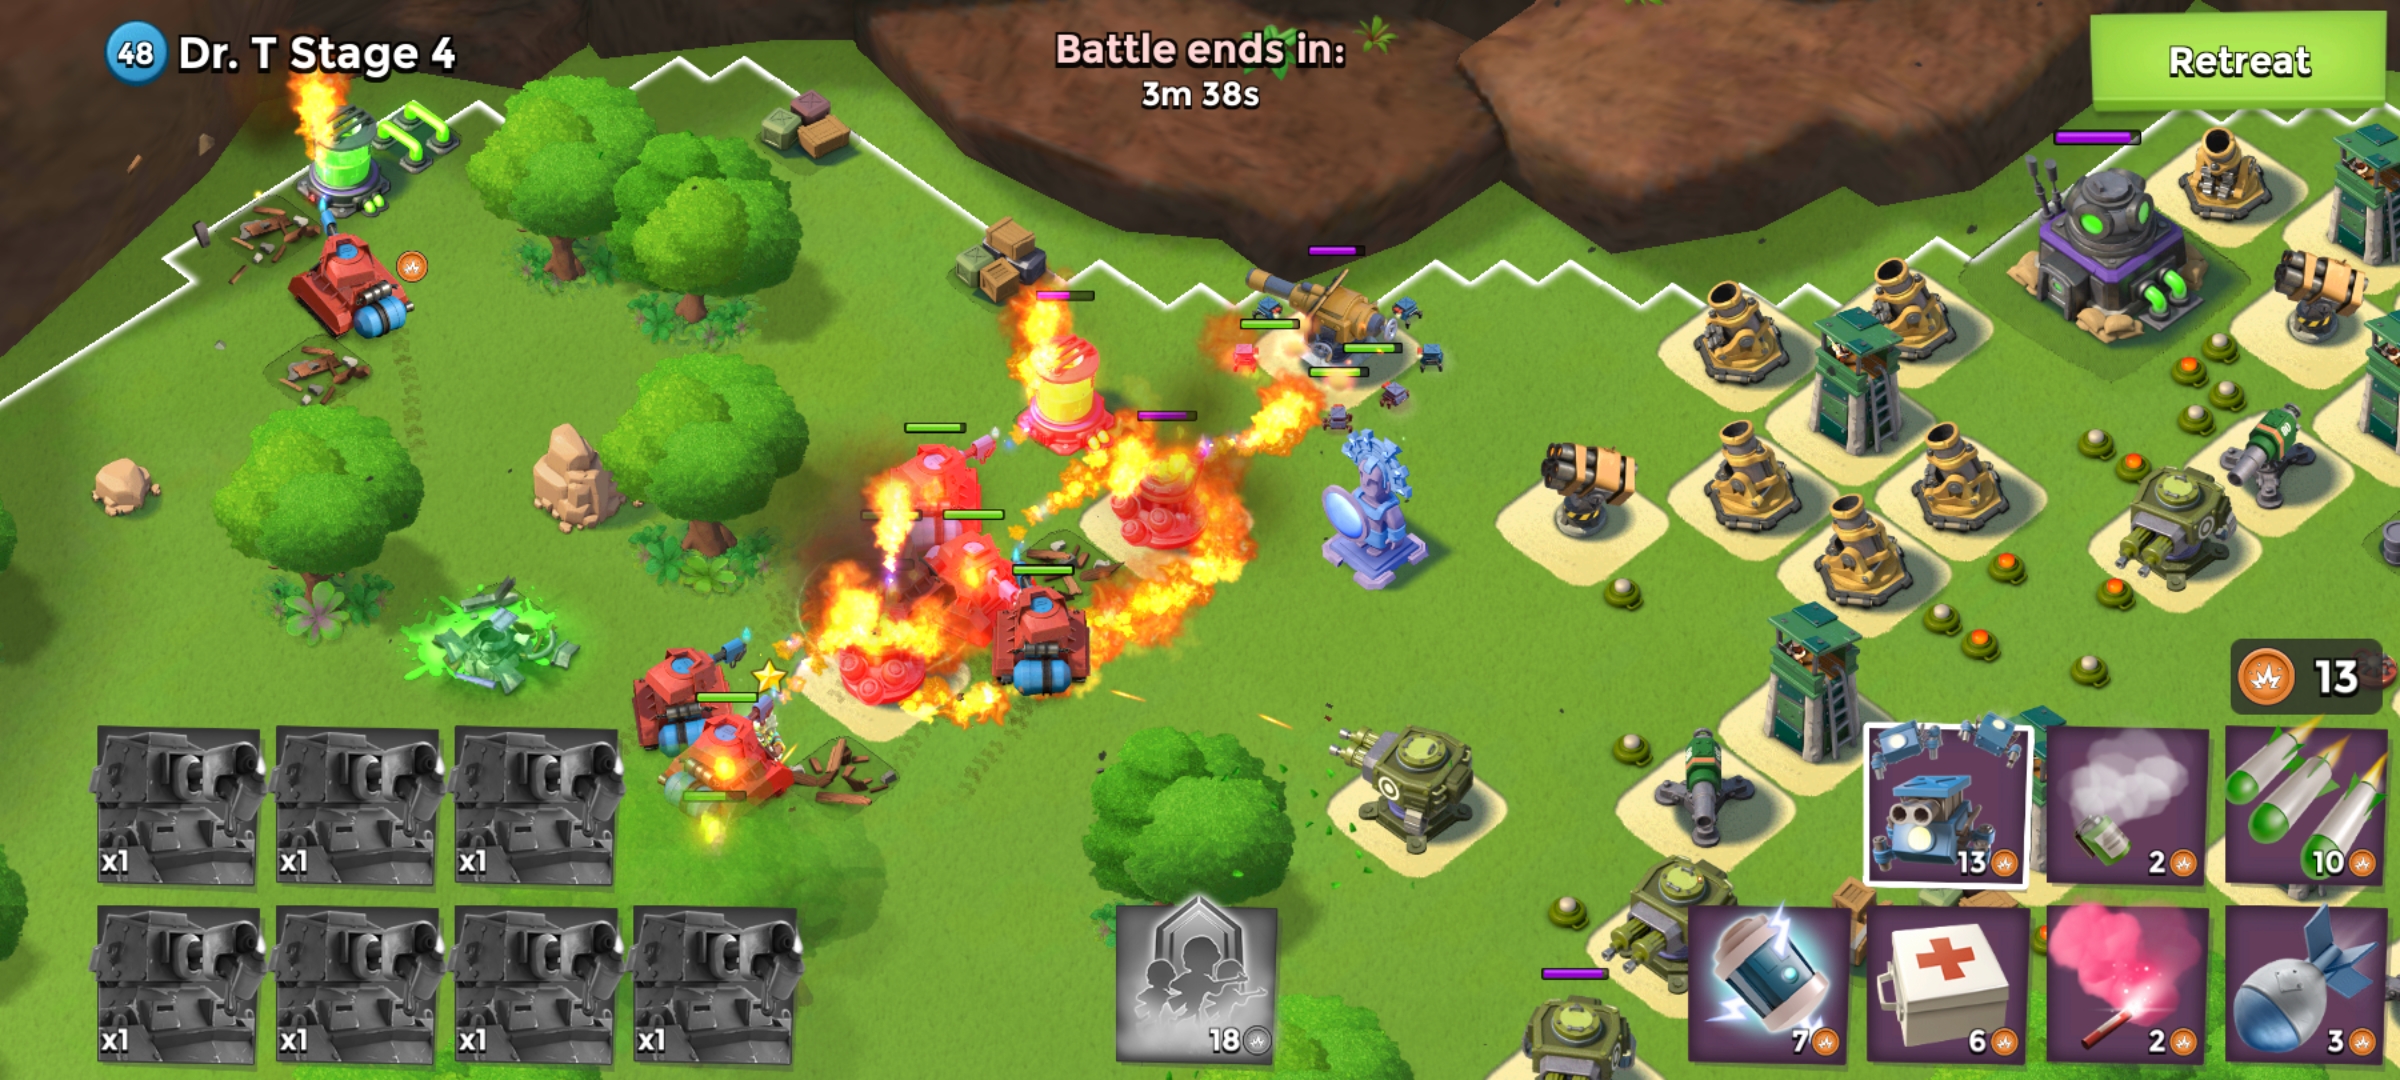 48 Dr. T Stage 4
Battle ends in:
3m 38s
Retreat
13
x1
x1
x1
13
2
10
x1
x1
x1
x1
18
7
6
2
3